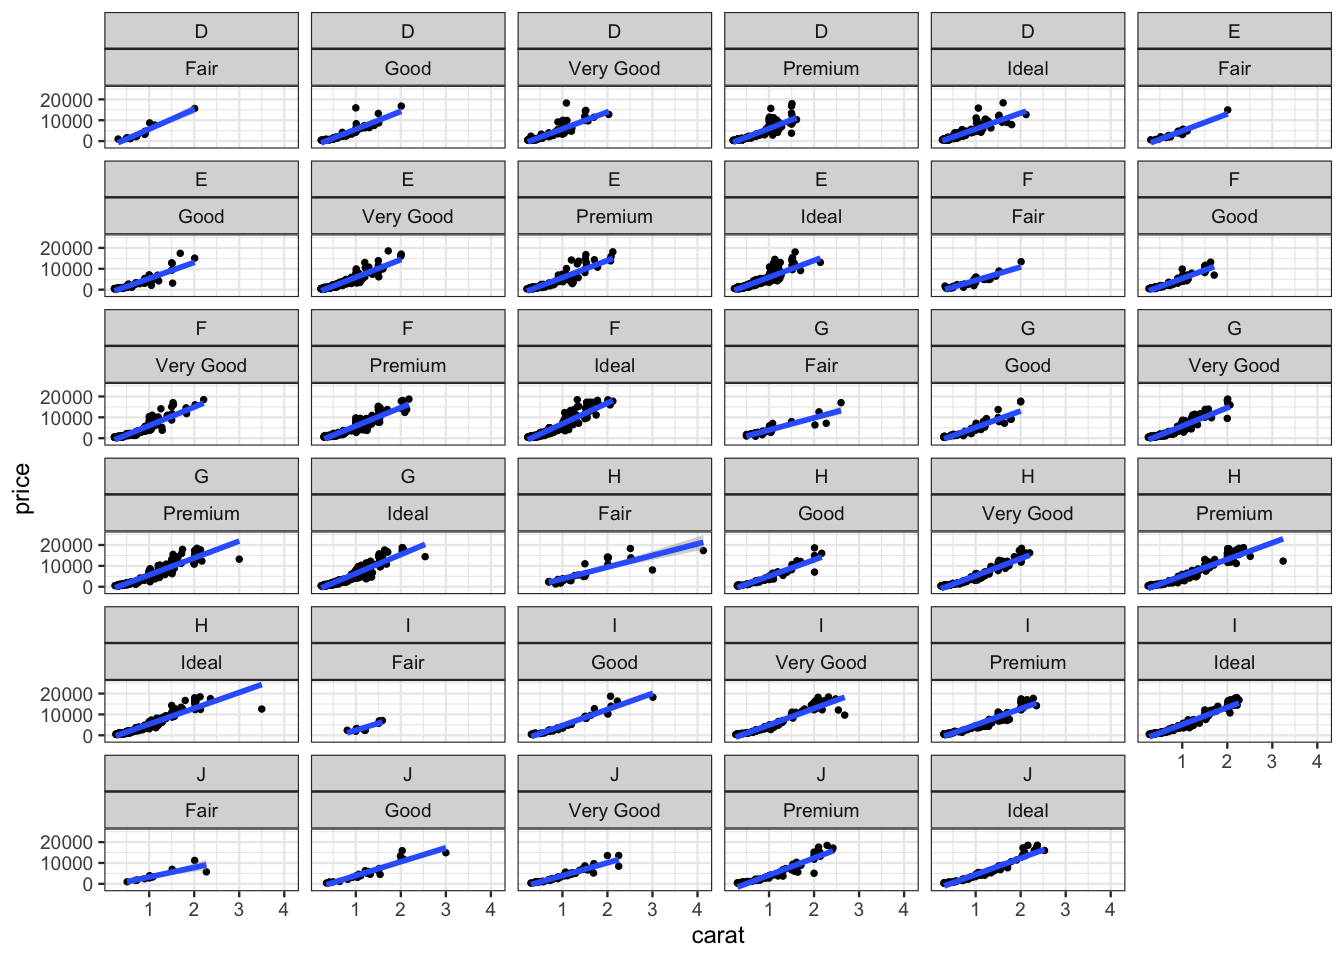 D D D D D E
Fair Good Very Good Premium Ideal Fair
20000
10000
0
E E E E F F
Good Very Good Premium Ideal Fair Good
20000
10000
0
F F F G G G
Very Good Premium Ideal Fair Good Very Good
20000
10000
0
price
G G H H H H
Premium Ideal Fair Good Very Good Premium
20000
10000
0
H I I I I I
Ideal Fair Good Very Good Premium Ideal
20000
10000
0
1 2 3 4
J J J J J
Fair Good Very Good Premium Ideal
20000
10000
0
1 2 3 4 1 2 3 4 1 2 3 4 1 2 3 4 1 2 3 4
carat